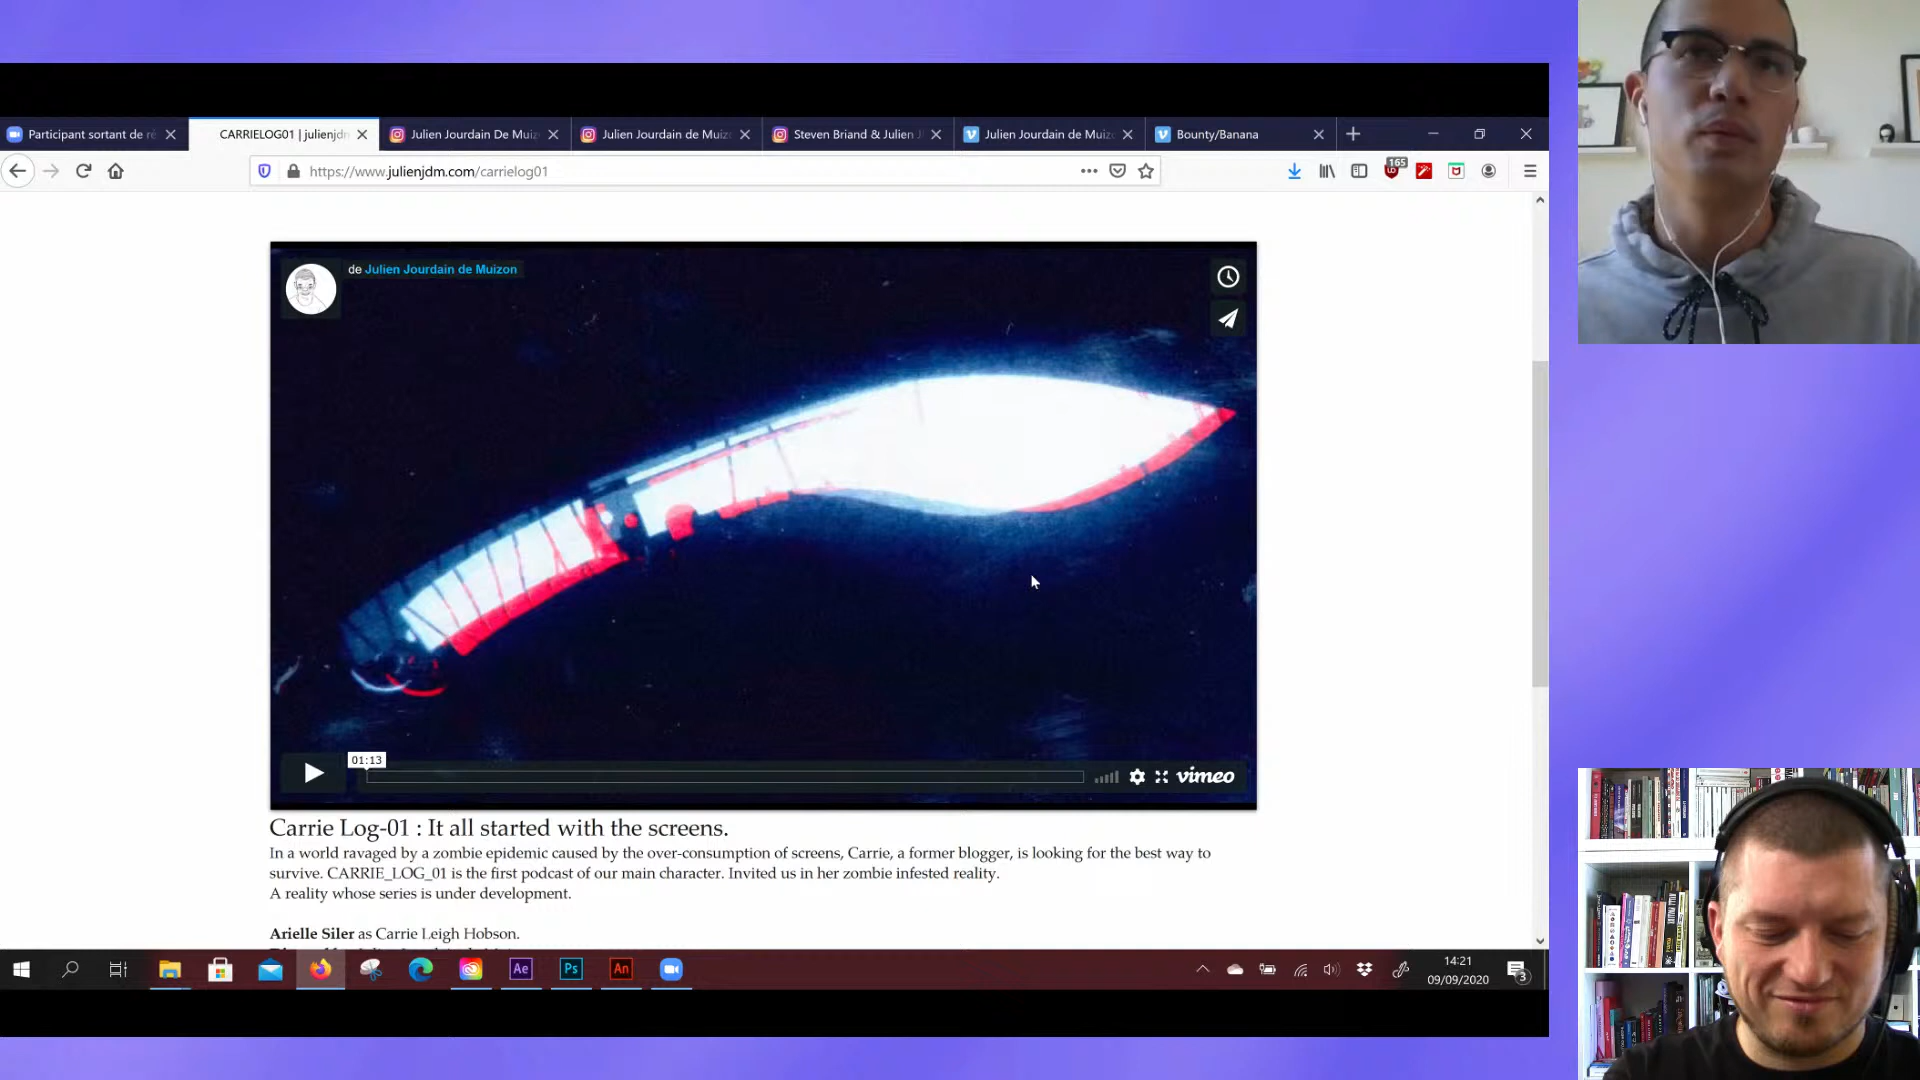 Participant sortant de ré
CARRIELOG01 | julienjdn
Julien Jourdain De Muiz
Julien Jourdain de Muiz
Steven Briand & Julien J
Julien Jourdain de Muiz
Bounty/Banana
https://www.julienjdm.com/carrielog01
165
de Julien Jourdain de Muizon
01:13
vimeo
Carrie Log-01 : It all started with the screens.
In a world ravaged by a zombie epidemic caused by the over-consumption of screens, Carrie, a former blogger, is looking for the best way to
survive. CARRIE_LOG_01 is the first podcast of our main character. Invited us in her zombie infested reality.
A reality whose series is under development.
Arielle Siler as Carrie Leigh Hobson.
Ae
Ps
An
14:21
09/09/2020
3